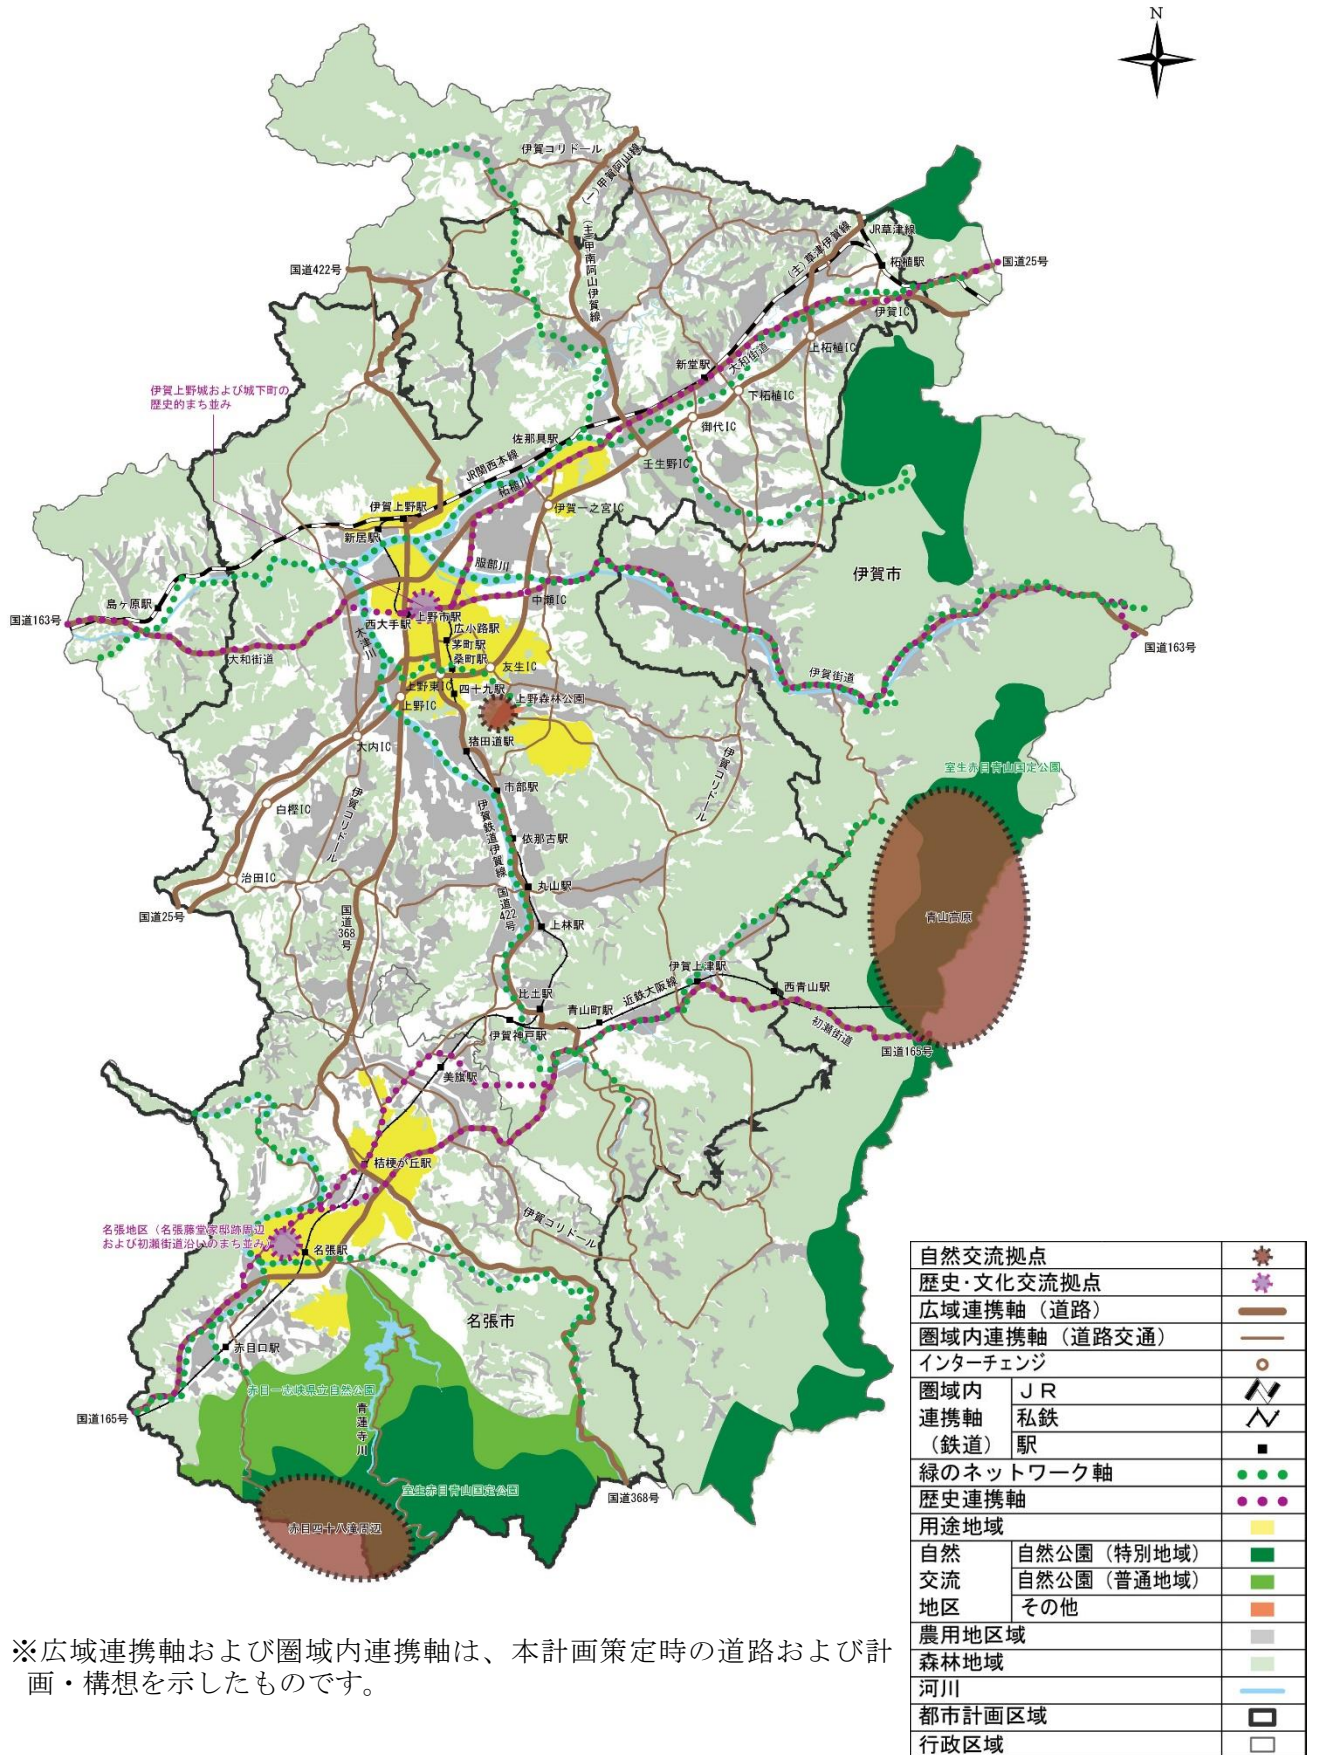 N
伊賀コリドール
(一)甲賀阿山線
(主)甲南阿山伊賀線
(主)草津伊賀線
JR草津線
柘植駅
国道25号
国道422号
伊賀IC
上柘植IC
新堂駅
大和街道
下柘植IC
伊賀上野城および城下町の
歴史的まち並み
御代IC
佐那具駅
壬生野IC
JR関西本線
柘植川
伊賀一之宮IC
伊賀上野駅
新居駅
服部川
伊賀市
島ヶ原駅
中瀬IC
国道163号
上野市駅
西大手駅
広小路駅
木津川
茅町駅
国道163号
大和街道
桑町駅
友生IC
伊賀街道
上野東IC
四十九駅
上野森林公園
上野IC
大内IC
猪田道駅
伊賀コリドール
室生赤目青山国定公園
市部駅
白樫IC
伊賀コリドール
伊賀鉄道伊賀線
依那古駅
治田IC
丸山駅
国道25号
国道368号
国道422号
上林駅
青山高原
伊賀上津駅
西青山駅
近鉄大阪線
比土駅
青山町駅
初瀬街道
伊賀神戸駅
国道165号
美旗駅
桔梗が丘駅
伊賀コリドール
名張地区（名張藤堂家邸跡周辺
および初瀬街道沿いのまち並み）
名張駅
名張市
赤目口駅
赤目一志峡県立自然公園
青蓮寺川
国道165号
室生赤目青山国定公園
国道368号
赤目四十八滝周辺
自然交流拠点
歴史・文化交流拠点
広域連携軸（道路）
圏域内連携軸（道路交通）
インターチェンジ
圏域内 ＪＲ
連携軸 私鉄
（鉄道） 駅
緑のネットワーク軸
歴史連携軸
用途地域
自然 自然公園（特別地域）
交流 自然公園（普通地域）
地区 その他
農用地区域
森林地域
河川
都市計画区域
行政区域
※広域連携軸および圏域内連携軸は、本計画策定時の道路および計
画・構想を示したものです。